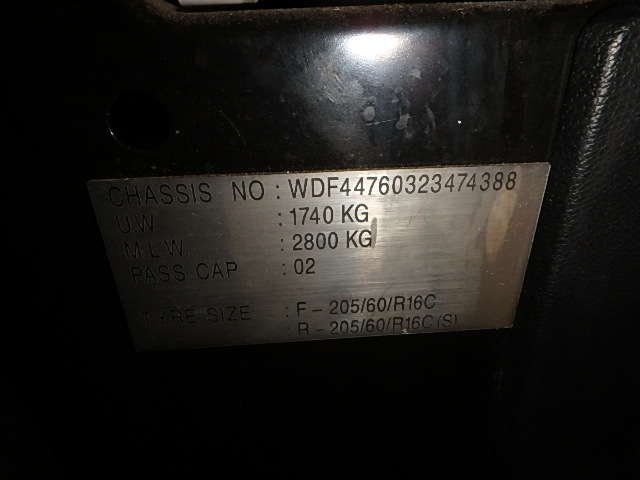 CHASSIS NO : WDF44760323474388
U.W. : 1740 KG
M.L.W. : 2800 KG
PASS CAP : 02
TYRE SIZE : F - 205/60/R16C
: R - 205/60/R16C (S)